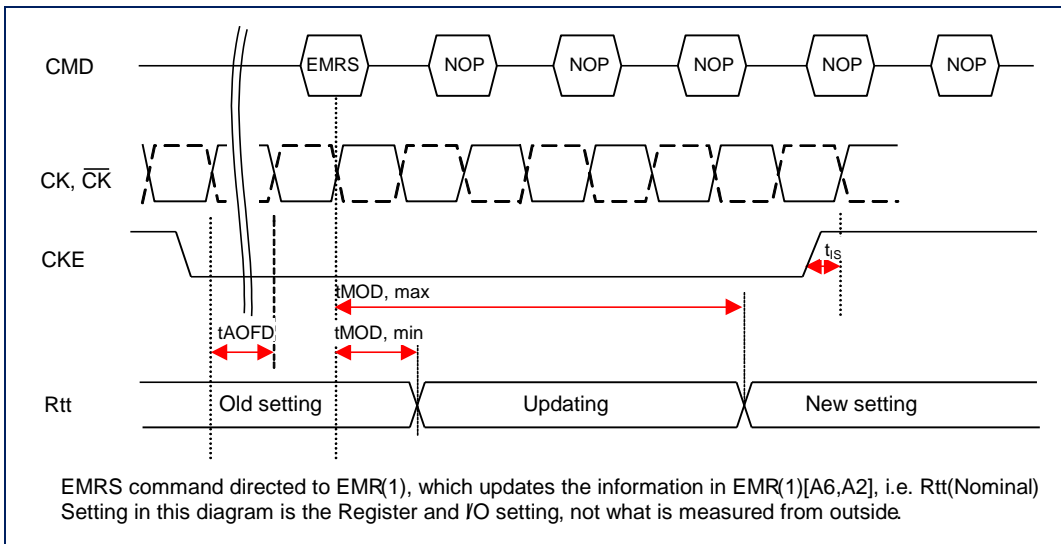 CMD
EMRS
NOP
NOP
NOP
NOP
NOP
CK, C̅K̅
CKE
tIS
tMOD, max
tAOFD
tMOD, min
Rtt
Old setting
Updating
New setting
EMRS command directed to EMR(1), which updates the information in EMR(1)[A6,A2], i.e. Rtt(Nominal)
Setting in this diagram is the Register and I/O setting, not what is measured from outside.